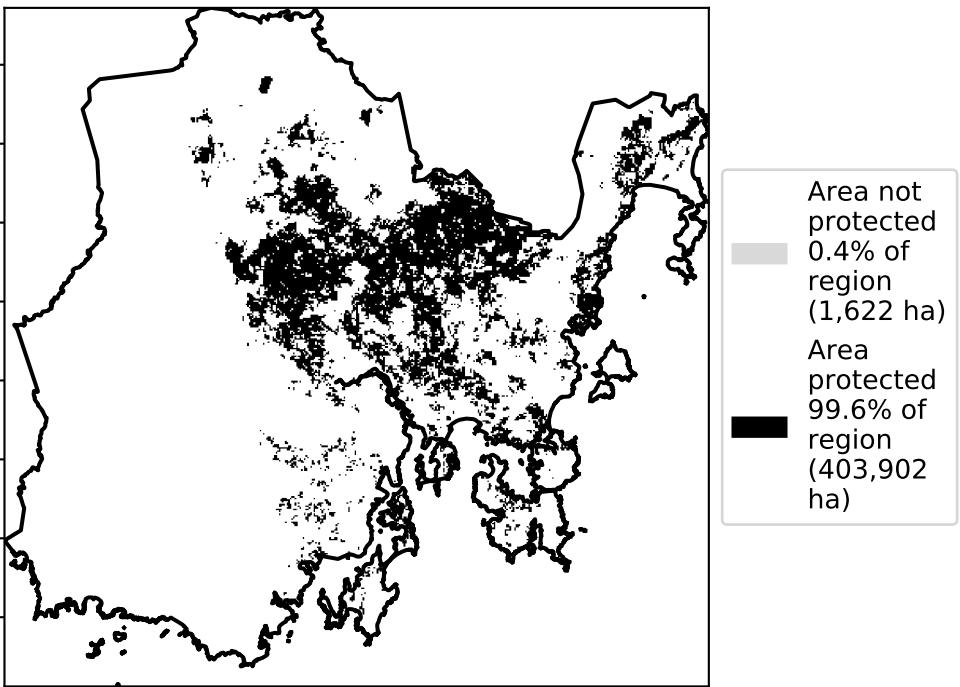 Area not
protected
0.4% of
region
(1,622 ha)
Area
protected
99.6% of
region
(403,902
ha)